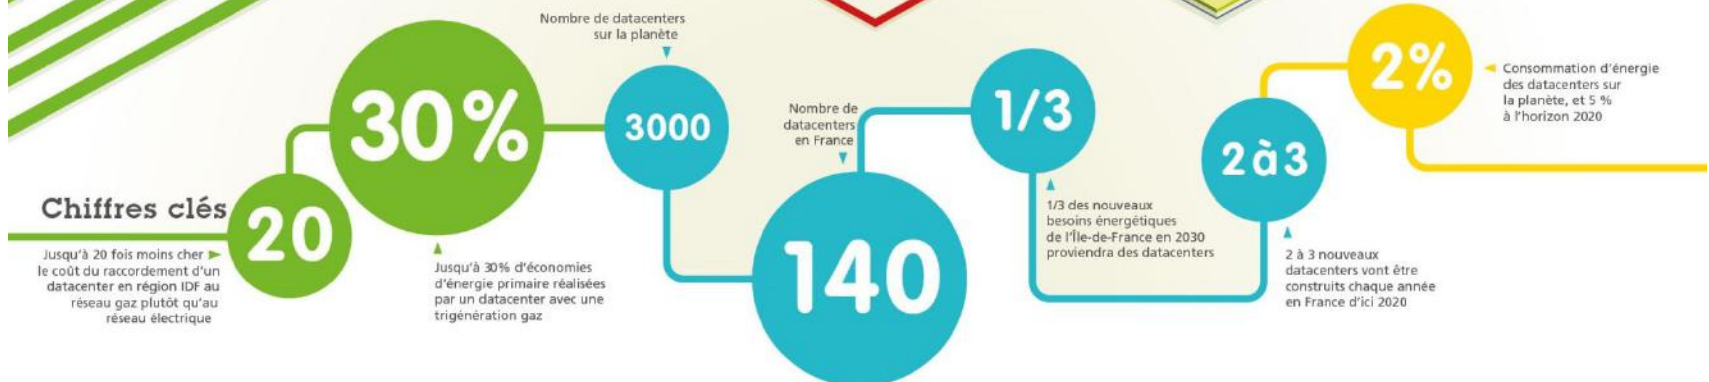 Chiffres clés
20
Jusqu'à 20 fois moins cher
le coût du raccordement d'un
datacenter en région IDF au
réseau gaz plutôt qu'au
réseau électrique
30%
Jusqu'à 30% d'économies
d'énergie primaire réalisées
par un datacenter avec une
trigénération gaz
Nombre de datacenters
sur la planète
3000
Nombre de
datacenters
en France
140
1/3
1/3 des nouveaux
besoins énergétiques
de l'Île-de-France en 2030
proviendra des datacenters
2 à 3
2 à 3 nouveaux
datacenters vont être
construits chaque année
en France d'ici 2020
2%
Consommation d'énergie
des datacenters sur
la planète, et 5 %
à l'horizon 2020